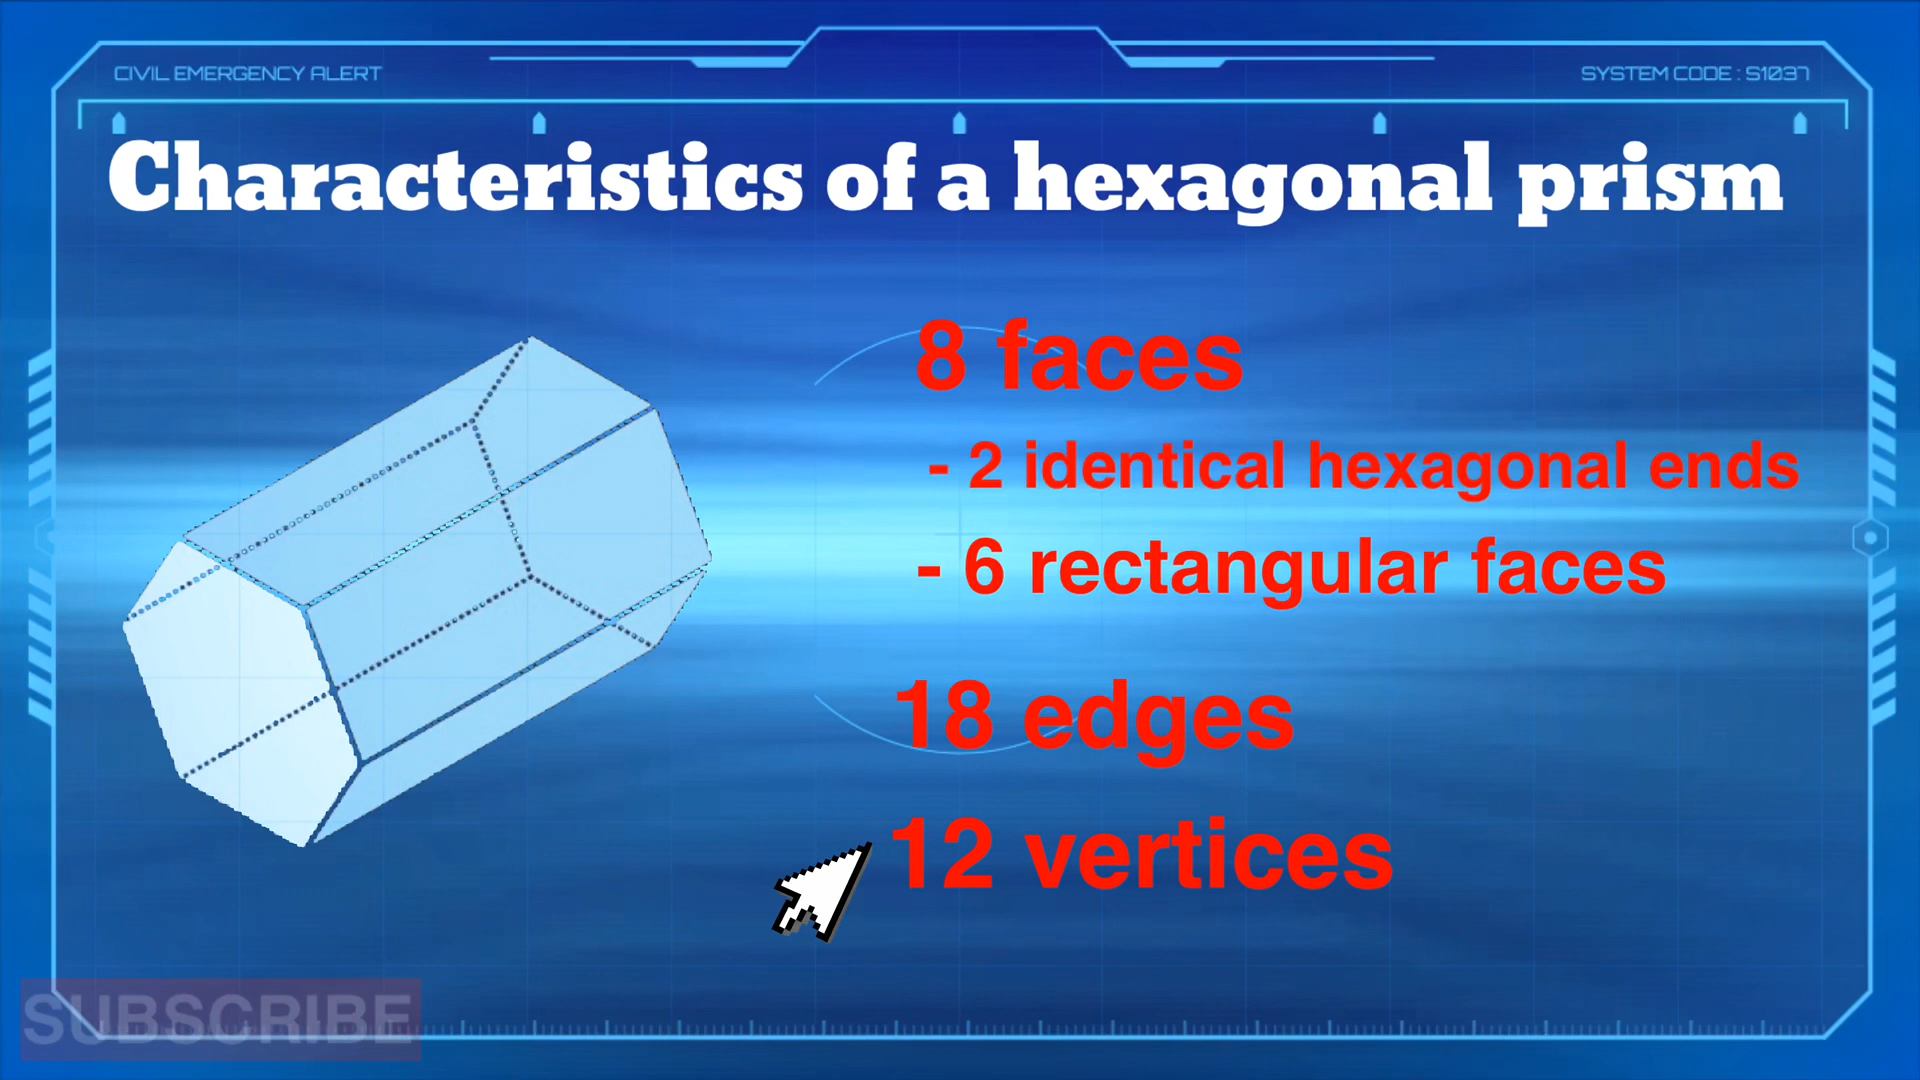 CIVIL EMERGENCY ALERT
SYSTEM CODE : S1037
Characteristics of a hexagonal prism
8 faces
- 2 identical hexagonal ends
- 6 rectangular faces
18 edges
12 vertices
SUBSCRIBE